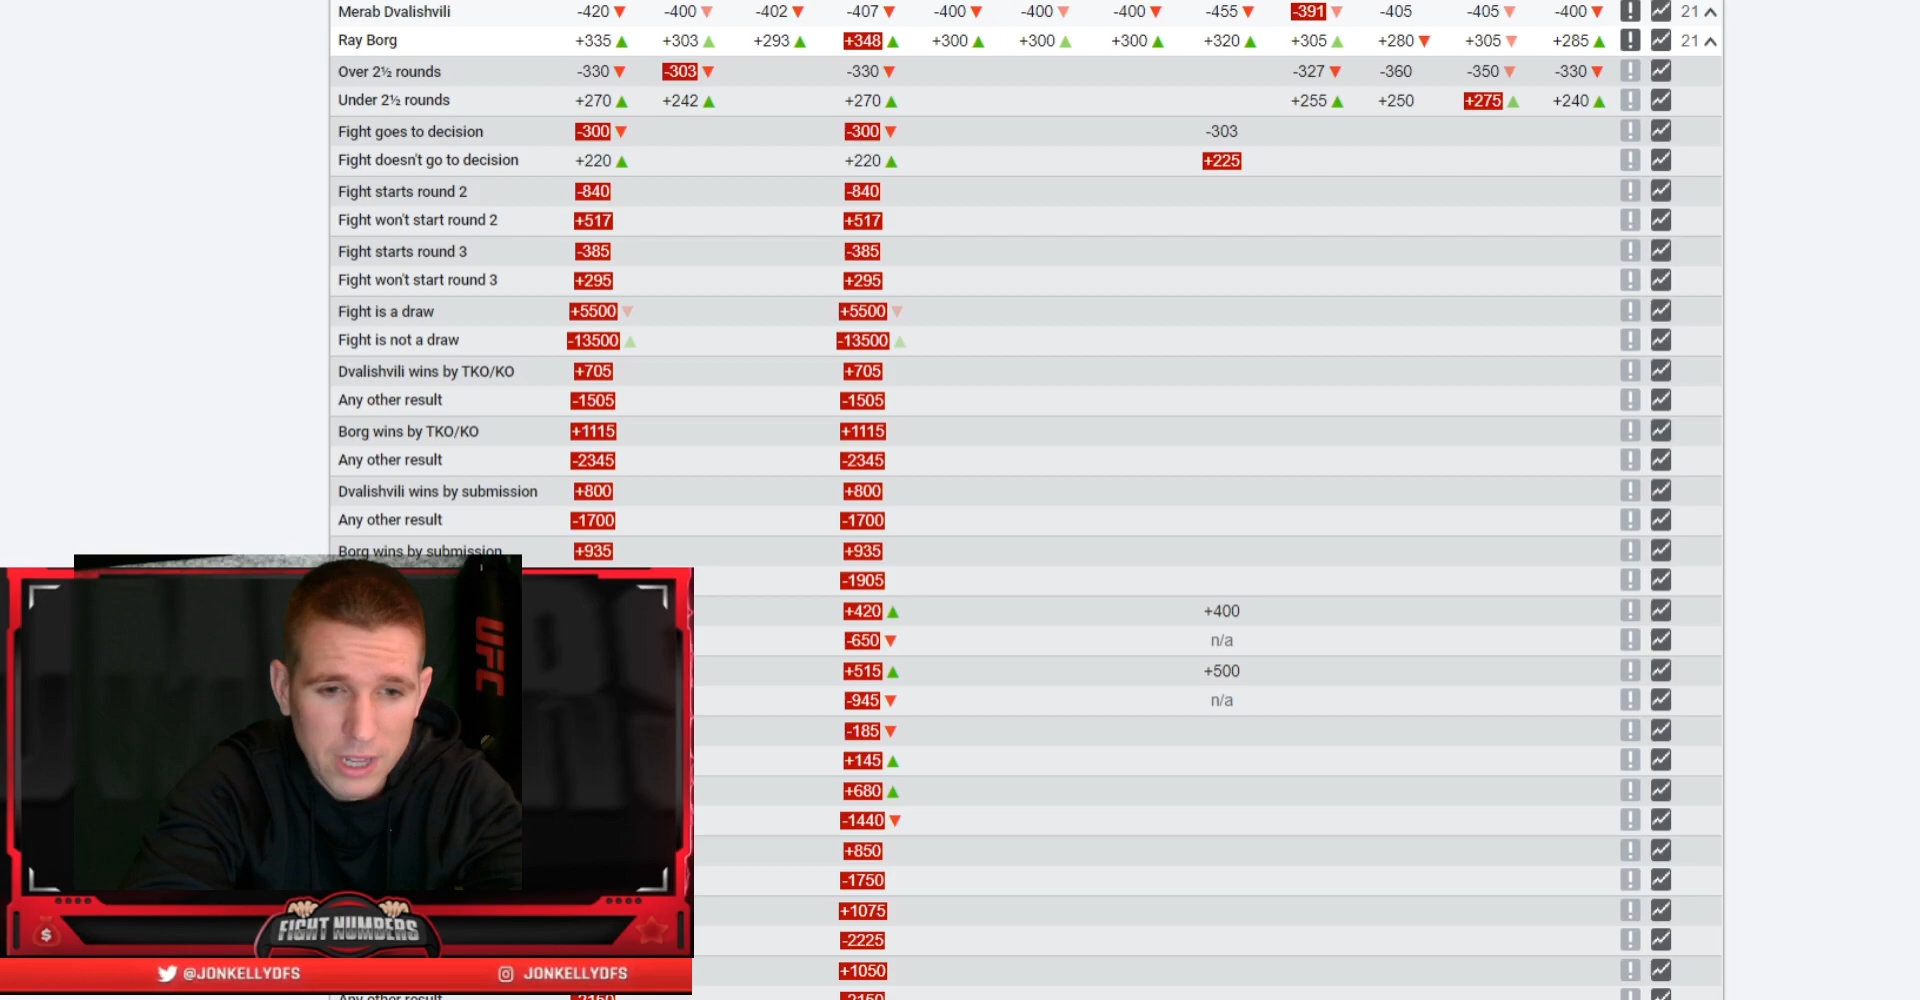 Merab Dvalishvili -420 ▼ -400 ▼ -402 ▼ -407 ▼ -400 ▼ -400 ▼ -400 ▼ -455 ▼ -391 ▼ -405 -405 ▼ -400 ▼ 21
Ray Borg +335 ▲ +303 ▲ +293 ▲ +348 ▲ +300 ▲ +300 ▲ +300 ▲ +320 ▲ +305 ▲ +280 ▼ +305 ▼ +285 ▲ 21
Over 2½ rounds -330 ▼ -303 ▼ -330 ▼ -327 ▼ -360 -350 ▼ -330 ▼
Under 2½ rounds +270 ▲ +242 ▲ +270 ▲ +255 ▲ +250 +275 ▲ +240 ▲
Fight goes to decision -300 ▼ -300 ▼ -303
Fight doesn't go to decision +220 ▲ +220 ▲ +225
Fight starts round 2 -840 -840
Fight won't start round 2 +517 +517
Fight starts round 3 -385 -385
Fight won't start round 3 +295 +295
Fight is a draw +5500 ▼ +5500 ▼
Fight is not a draw -13500 ▲ -13500 ▲
Dvalishvili wins by TKO/KO +705 +705
Any other result -1505 -1505
Borg wins by TKO/KO +1115 +1115
Any other result -2345 -2345
Dvalishvili wins by submission +800 +800
Any other result -1700 -1700
Borg wins by submission +935 +935
-1905
+420 ▲ +400
-650 ▼ n/a
+515 ▲ +500
-945 ▼ n/a
-185 ▼
+145 ▲
+680 ▲
-1440 ▼
+850
-1750
+1075
-2225
+1050
Any other result -2150 -2150
UFC
FIGHT NUMBERS
@JONKELLYDFS JONKELLYDFS